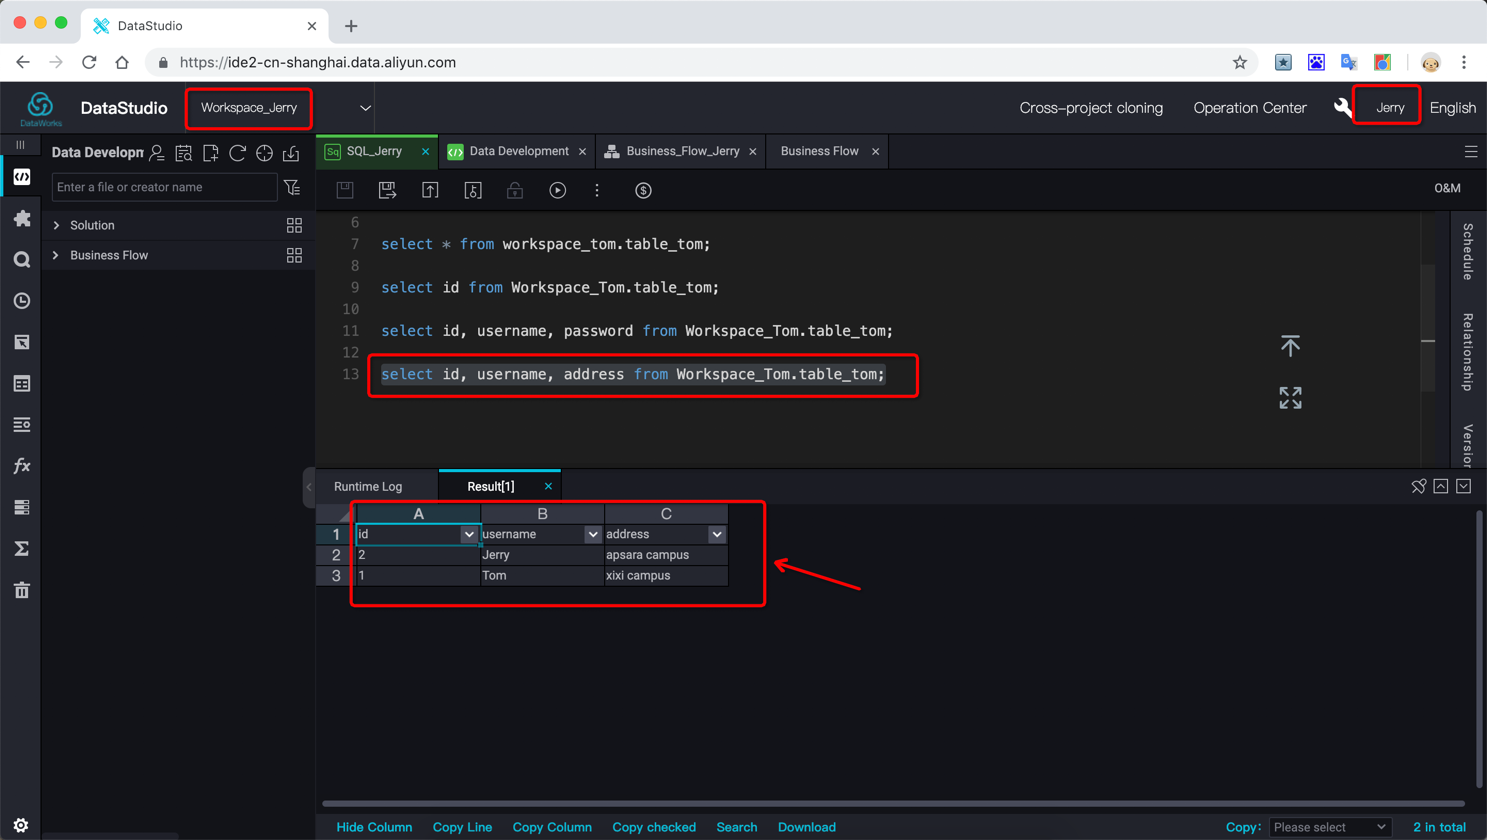 DataStudio
https://ide2-cn-shanghai.data.aliyun.com
DataWorks
DataStudio
Workspace_Jerry
Cross-project cloning
Operation Center
Jerry
English
Data Developm
SQL_Jerry
Data Development
Business_Flow_Jerry
Business Flow
Enter a file or creator name
O&M
Solution
Business Flow
6
7 select * from workspace_tom.table_tom;
8
9 select id from Workspace_Tom.table_tom;
10
11 select id, username, password from Workspace_Tom.table_tom;
12
13 select id, username, address from Workspace_Tom.table_tom;
Schedule
Relationship
Version
Runtime Log
Result[1]
A B C
1 id username address
2 2 Jerry apsara campus
3 1 Tom xixi campus
Hide Column
Copy Line
Copy Column
Copy checked
Search
Download
Copy:
Please select
2 in total